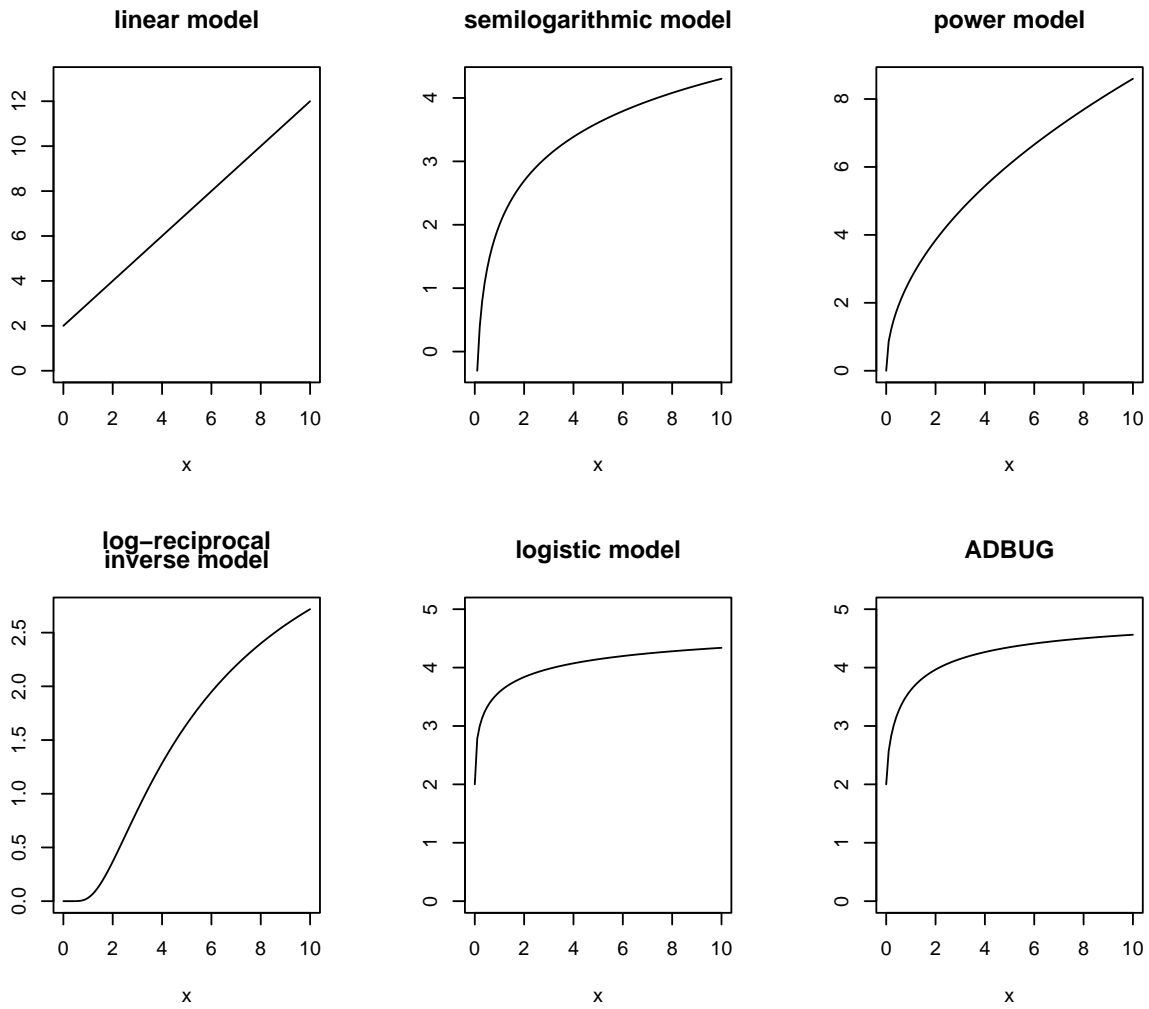 linear model
semilogarithmic model
power model
0 2 4 6 8 10 12
0 1 2 3 4
0 2 4 6 8
0 2 4 6 8 10
0 2 4 6 8 10
0 2 4 6 8 10
x
x
x
log−reciprocal
inverse model
logistic model
ADBUG
0.0 0.5 1.0 1.5 2.0 2.5
0 1 2 3 4 5
0 1 2 3 4 5
0 2 4 6 8 10
0 2 4 6 8 10
0 2 4 6 8 10
x
x
x